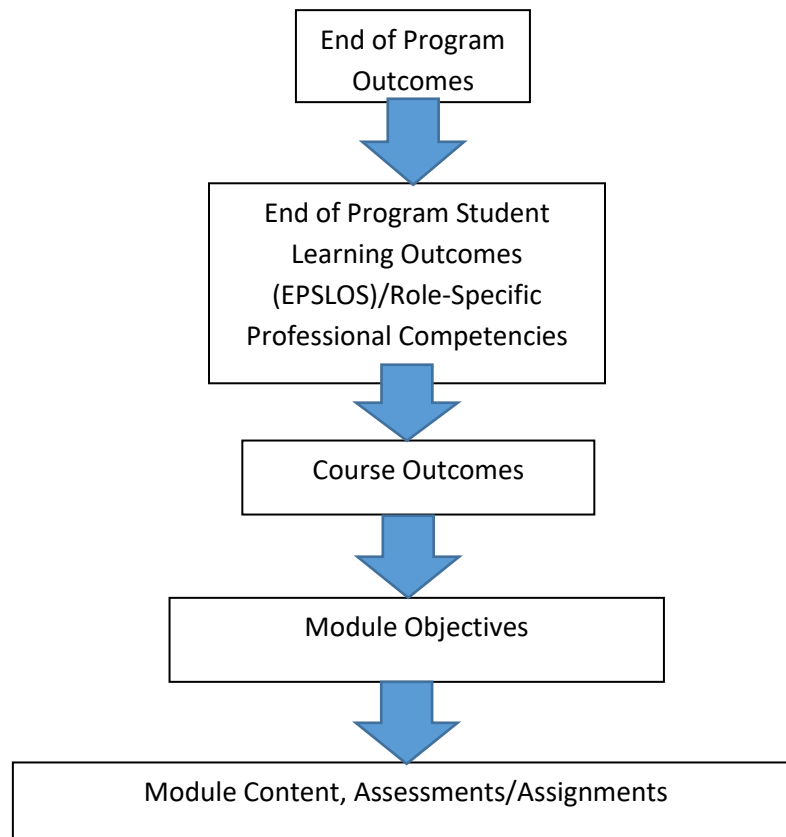 End of Program
Outcomes
End of Program Student
Learning Outcomes
(EPSLOS)/Role-Specific
Professional Competencies
Course Outcomes
Module Objectives
Module Content, Assessments/Assignments